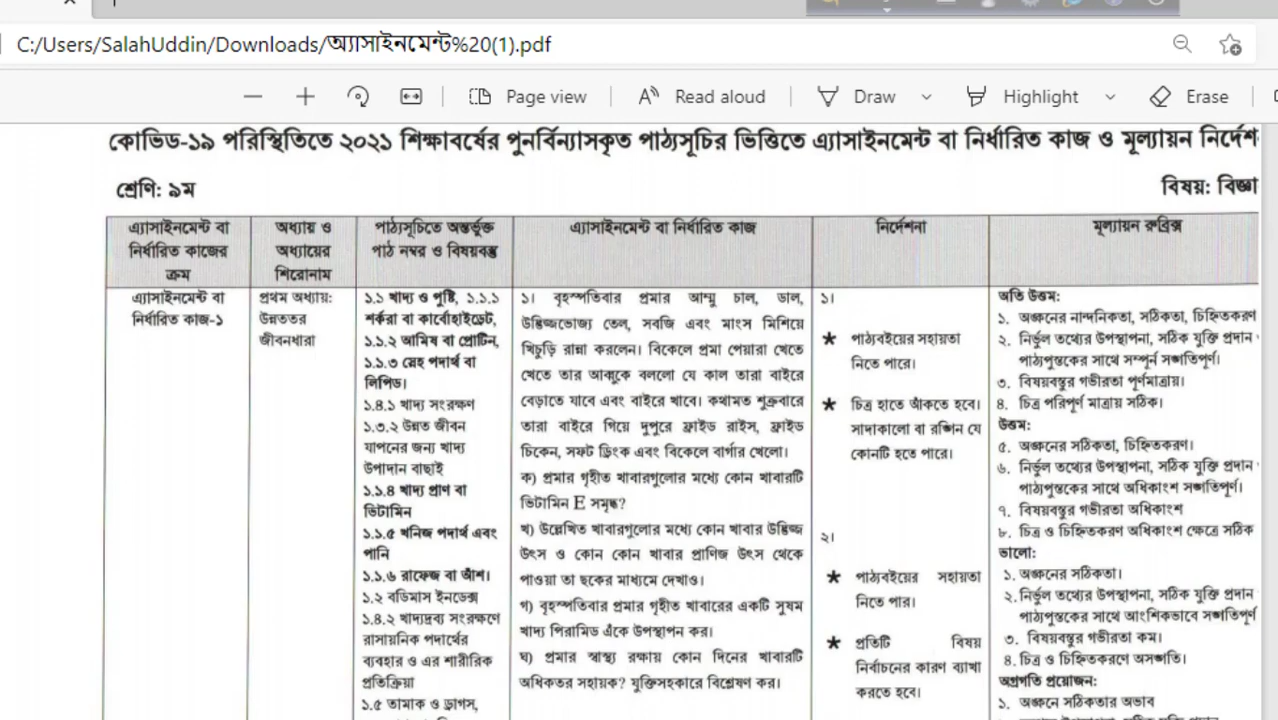 C:/Users/SalahUddin/Downloads/অ্যাসাইনমেন্ট%20(1).pdf
Page view
Read aloud
Draw
Highlight
Erase
কোভিড-১৯ পরিস্থিতিতে ২০২১ শিক্ষাবর্ষের পুনর্বিন্যাসকৃত পাঠ্যসূচির ভিত্তিতে এ্যাসাইনমেন্ট বা নির্ধারিত কাজ ও মূল্যায়ন নির্দেশ
শ্রেণি: ৯ম
বিষয়: বিজ্ঞা
এ্যাসাইনমেন্ট বা
নির্ধারিত কাজের
ক্রম
অধ্যায় ও
অধ্যায়ের
শিরোনাম
পাঠ্যসূচিতে অন্তর্ভুক্ত
পাঠ নম্বর ও বিষয়বস্তু
এ্যাসাইনমেন্ট বা নির্ধারিত কাজ
নির্দেশনা
মূল্যায়ন রুব্রিক্স
এ্যাসাইনমেন্ট বা
নির্ধারিত কাজ-১
প্রথম অধ্যায়:
উন্নততর
জীবনধারা
১.১ খাদ্য ও পুষ্টি, ১.১.১
শর্করা বা কার্বোহাইড্রেট,
১.১.২ আমিষ বা প্রোটিন,
১.১.৩ স্নেহ পদার্থ বা
লিপিড।
১.৪.১ খাদ্য সংরক্ষণ
১.৩.২ উন্নত জীবন
যাপনের জন্য খাদ্য
উপাদান বাছাই
১.১.৪ খাদ্য প্রাণ বা
ভিটামিন
১.১.৫ খনিজ পদার্থ এবং
পানি
১.১.৬ রাফেজ বা আঁশ।
১.২ বডিমাস ইনডেক্স
১.৪.২ খাদ্যদ্রব্য সংরক্ষণে
রাসায়নিক পদার্থের
ব্যবহার ও এর শারীরিক
প্রতিক্রিয়া
১.৫ তামাক ও ড্রাগস,
১। বৃহস্পতিবার প্রমার আম্মু চাল, ডাল,
উদ্ভিজ্জভোজ্য তেল, সবজি এবং মাংস মিশিয়ে
খিচুড়ি রান্না করলেন। বিকেলে প্রমা পেয়ারা খেতে
খেতে তার আব্বুকে বললো যে কাল তারা বাইরে
বেড়াতে যাবে এবং বাইরে খাবে। কথামত শুক্রবারে
তারা বাইরে গিয়ে দুপুরে ফ্রাইড রাইস, ফ্রাইড
চিকেন, সফট ড্রিংক এবং বিকেলে বার্গার খেলো।
ক) প্রমার গৃহীত খাবারগুলোর মধ্যে কোন খাবারটি
ভিটামিন E সমৃদ্ধ?
খ) উল্লেখিত খাবারগুলোর মধ্যে কোন খাবার উদ্ভিজ্জ
উৎস ও কোন কোন খাবার প্রাণিজ উৎস থেকে
পাওয়া তা ছকের মাধ্যমে দেখাও।
গ) বৃহস্পতিবার প্রমার গৃহীত খাবারের একটি সুষম
খাদ্য পিরামিড এঁকে উপস্থাপন কর।
ঘ) প্রমার স্বাস্থ্য রক্ষায় কোন দিনের খাবারটি
অধিকতর সহায়ক? যুক্তিসহকারে বিশ্লেষণ কর।
১।
★ পাঠ্যবইয়ের সহায়তা
নিতে পারে।
★ চিত্র হাতে আঁকতে হবে।
সাদাকালো বা রঙ্গিন যে
কোনটি হতে পারে।
২।
★ পাঠ্যবইয়ের সহায়তা
নিতে পার।
★ প্রতিটি বিষয়
নির্বাচনের কারণ ব্যাখা
করতে হবে।
অতি উত্তম:
১. অঙ্কনের নান্দনিকতা, সঠিকতা, চিহ্নিতকরণ
২. নির্ভুল তথ্যের উপস্থাপনা, সঠিক যুক্তি প্রদান
পাঠ্যপুস্তকের সাথে সম্পূর্ন সঙ্গতিপূর্ণ।
৩. বিষয়বস্তুর গভীরতা পূর্ণমাত্রায়।
৪. চিত্র পরিপূর্ণ মাত্রায় সঠিক।
উত্তম:
৫. অঙ্কনের সঠিকতা, চিহ্নিতকরণ।
৬. নির্ভুল তথ্যের উপস্থাপনা, সঠিক যুক্তি প্রদান
পাঠ্যপুস্তকের সাথে অধিকাংশ সঙ্গতিপূর্ণ।
৭. বিষয়বস্তুর গভীরতা অধিকাংশ
৮. চিত্র ও চিহ্নিতকরণ অধিকাংশ ক্ষেত্রে সঠিক
ভালো:
১. অঙ্কনের সঠিকতা।
২. নির্ভুল তথ্যের উপস্থাপনা, সঠিক যুক্তি প্রদান
পাঠ্যপুস্তকের সাথে আংশিকভাবে সঙ্গতিপূর্ণ
৩. বিষয়বস্তুর গভীরতা কম।
৪. চিত্র ও চিহ্নিতকরণে অসঙ্গতি।
অগ্রগতি প্রয়োজন:
১. অঙ্কনে সঠিকতার অভাব